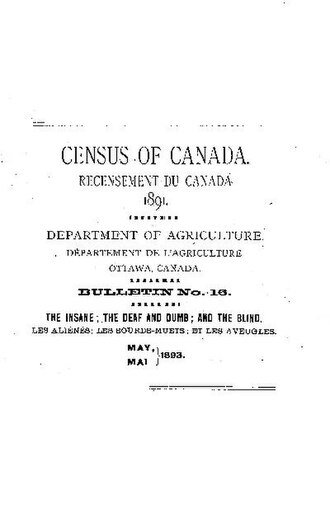 CENSUS OF CANADA.
RECENSEMENT DU CANADA
1891.
DEPARTMENT OF AGRICULTURE.
DÉPARTEMENT DE L'AGRICULTURE
OTTAWA, CANADA.
BULLETIN No. 16.
THE INSANE; THE DEAF AND DUMB; AND THE BLIND.
LES ALIÉNÉS; LES SOURDS-MUETS; ET LES AVEUGLES.
MAY, } 1893.
MAI